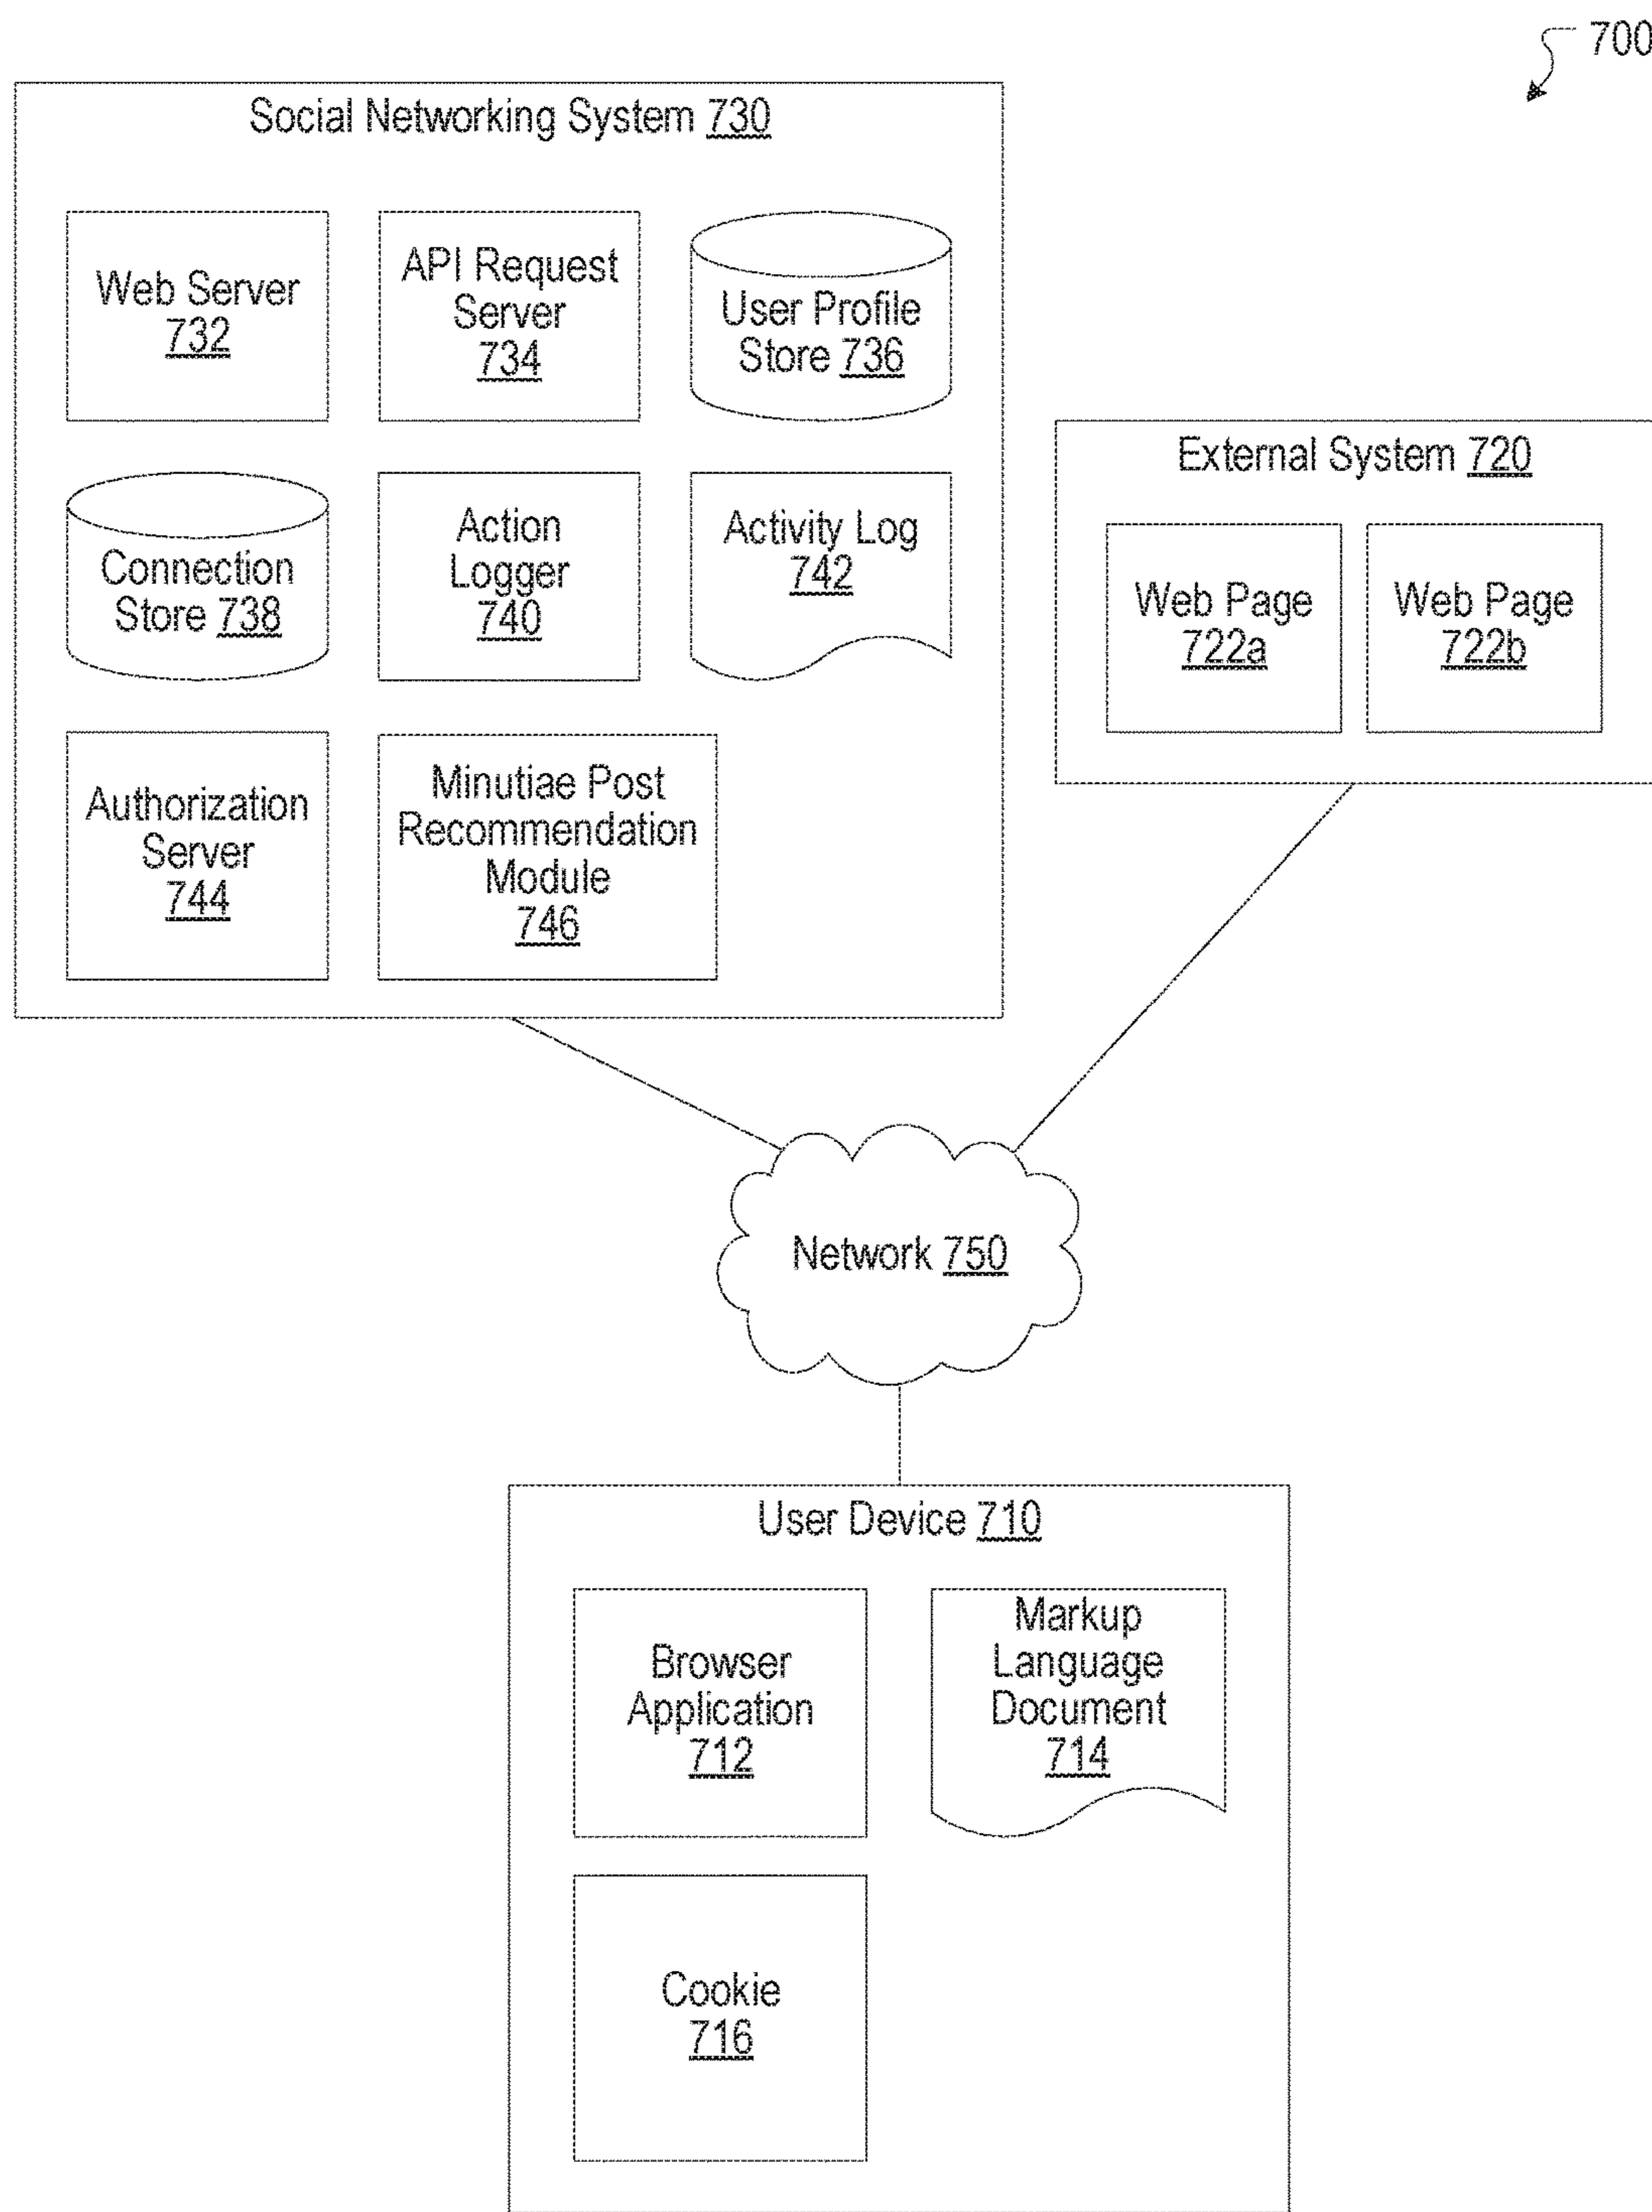 700
Social Networking System 730
Web Server
732
API Request
Server
734
User Profile
Store 736
Connection
Store 738
Action
Logger
740
Activity Log
742
Authorization
Server
744
Minutiae Post
Recommendation
Module
746
External System 720
Web Page
722a
Web Page
722b
Network 750
User Device 710
Browser
Application
712
Markup
Language
Document
714
Cookie
716